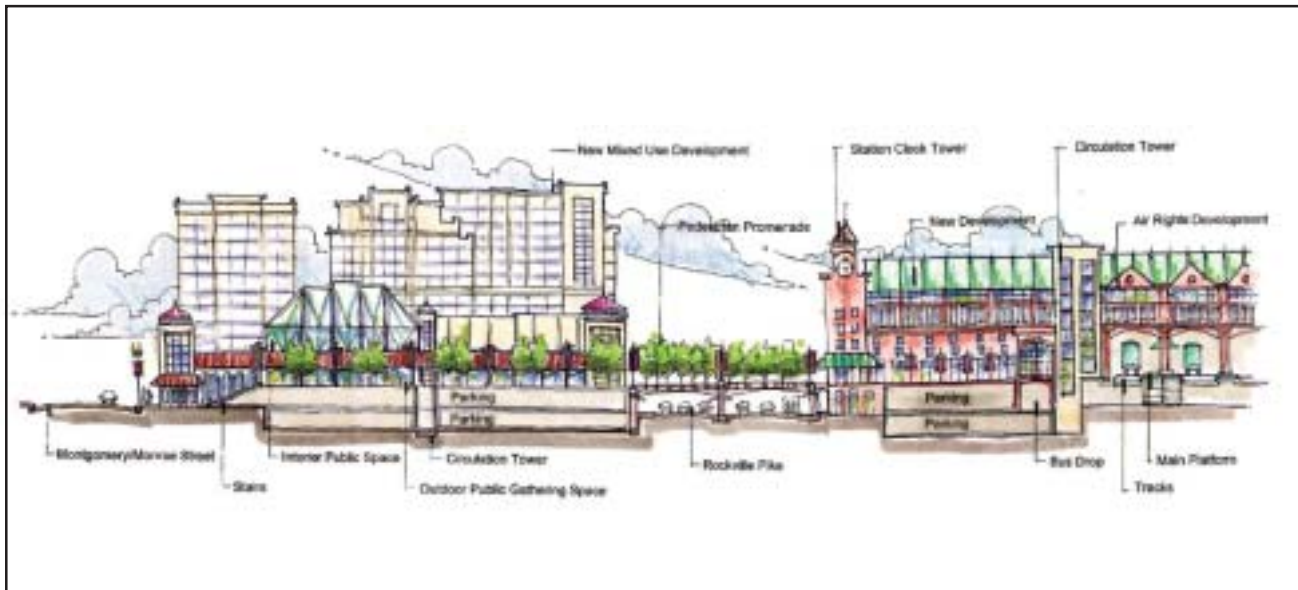 New Mixed Use Development
Station Clock Tower
Circulation Tower
Pedestrian Promenade
New Development
Air Rights Development
Parking
Parking
Parking
Parking
Montgomery/Monroe Street
Interior Public Space
Circulation Tower
Rockville Pike
Bus Drop
Main Platform
Stairs
Outdoor Public Gathering Space
Tracks